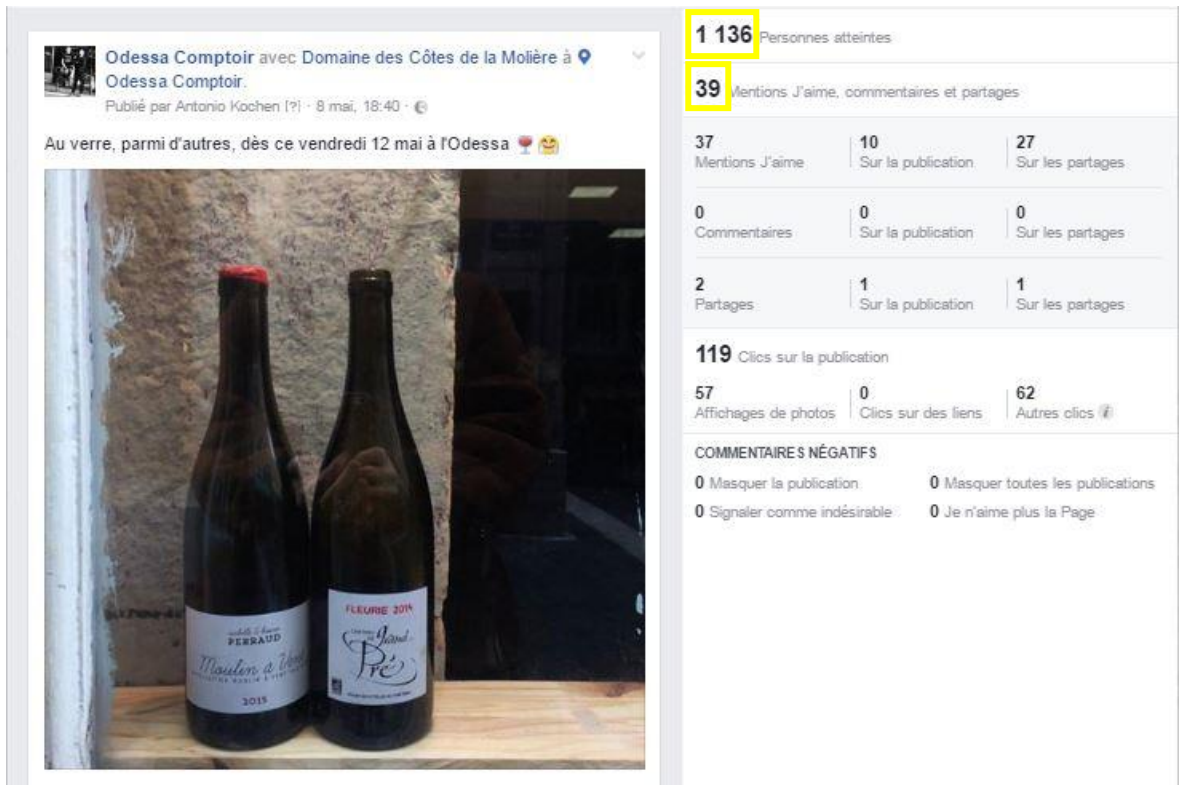 Odessa Comptoir avec Domaine des Côtes de la Molière à
Odessa Comptoir.
Publié par Antonio Kochen [?] · 8 mai, 18:40 ·
Au verre, parmi d'autres, dès ce vendredi 12 mai à l'Odessa 🍷 🤗
PERRAUD
Moulin à Vent
2015
FLEURIE 2014
Grand
Pré
1 136 Personnes atteintes
39 Mentions J'aime, commentaires et partages
37 10 27
Mentions J'aime Sur la publication Sur les partages
0 0 0
Commentaires Sur la publication Sur les partages
2 1 1
Partages Sur la publication Sur les partages
119 Clics sur la publication
57 0 62
Affichages de photos Clics sur des liens Autres clics i
COMMENTAIRES NÉGATIFS
0 Masquer la publication 0 Masquer toutes les publications
0 Signaler comme indésirable 0 Je n'aime plus la Page